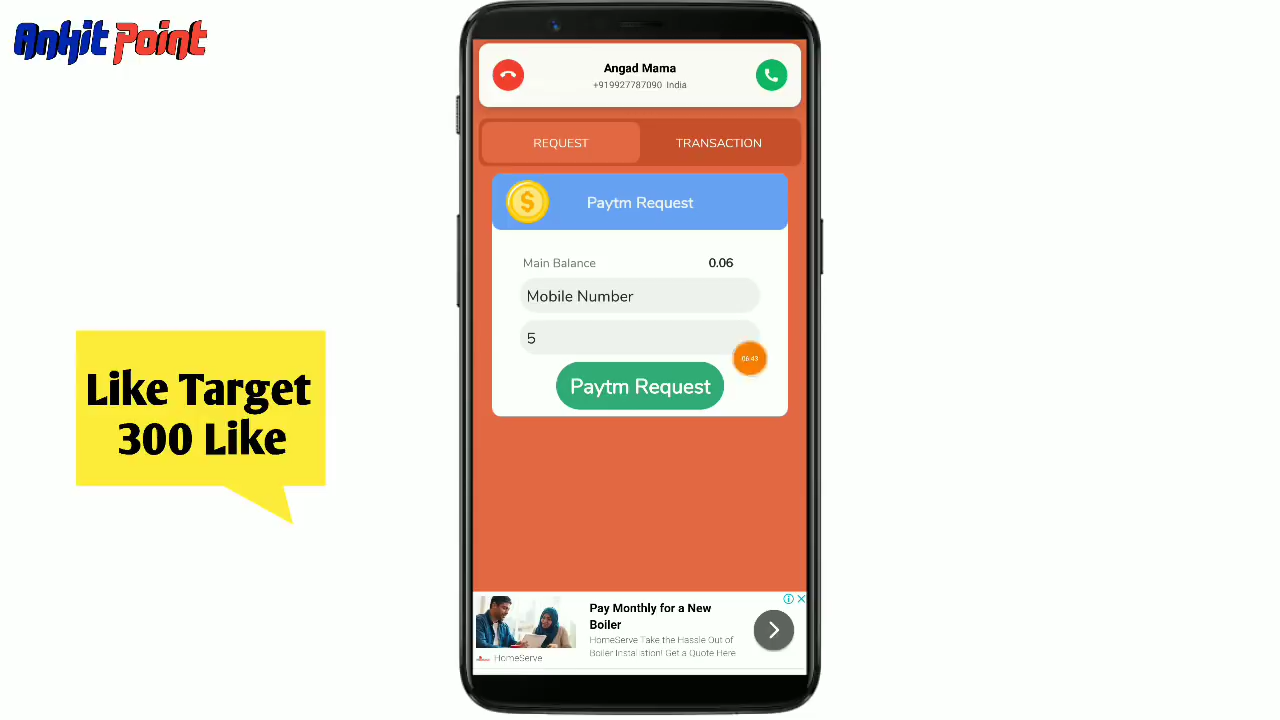 Ankit Point
Angad Mama
+919927787090 India
REQUEST
TRANSACTION
$
Paytm Request
Main Balance
0.06
Mobile Number
5
06:43
Paytm Request
Like Target
300 Like
Pay Monthly for a New
Boiler
HomeServe Take the Hassle Out of
Boiler Installation! Get a Quote Here
HomeServe